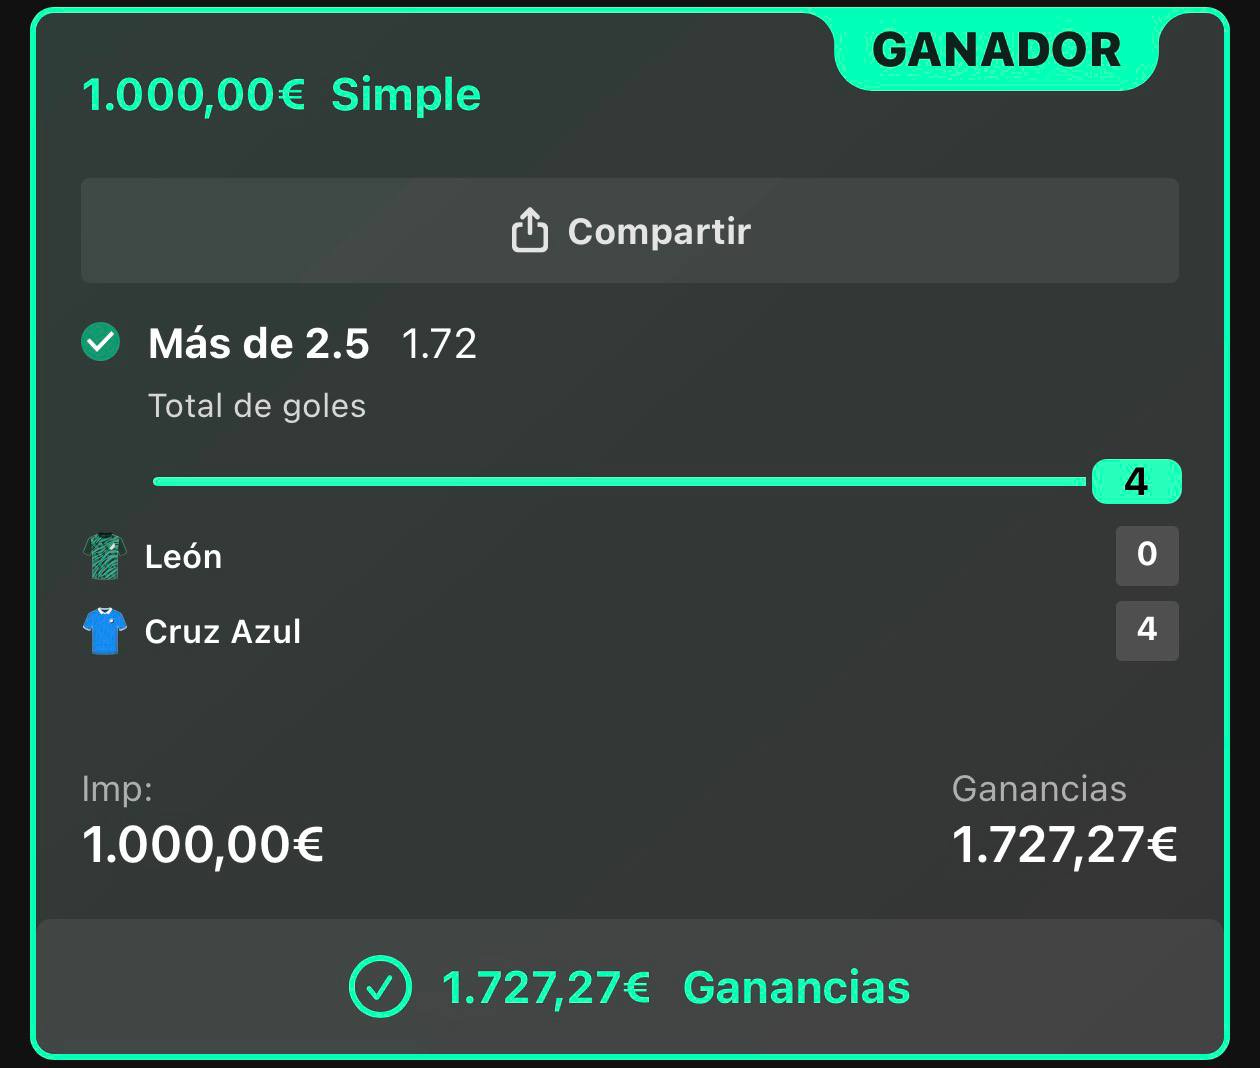 GANADOR
1.000,00€ Simple
Compartir
Más de 2.5 1.72
Total de goles
4
León 0
Cruz Azul 4
Imp: Ganancias
1.000,00€ 1.727,27€
1.727,27€ Ganancias